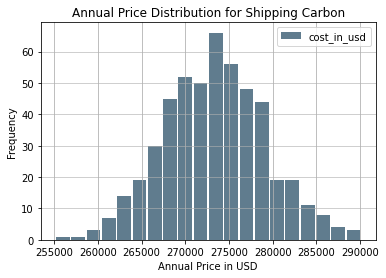 Annual Price Distribution for Shipping Carbon
cost_in_usd
Frequency
60
50
40
30
20
10
0
255000 260000 265000 270000 275000 280000 285000 290000
Annual Price in USD